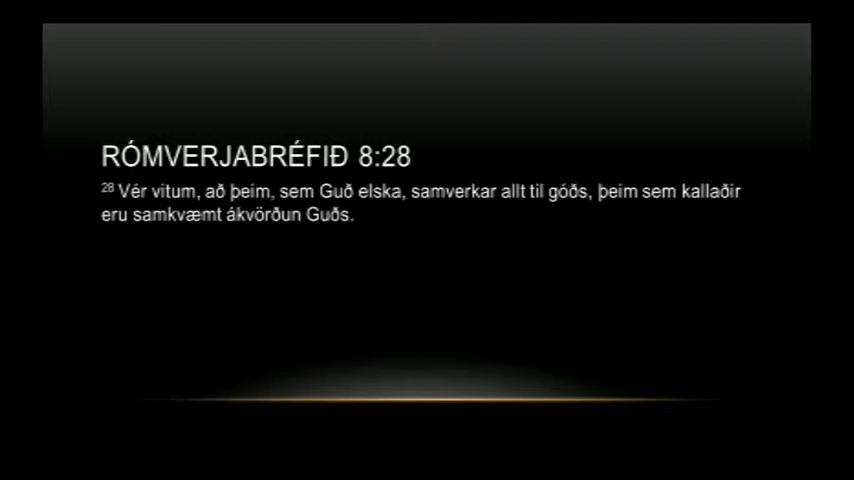 RÓMVERJABRÉFIÐ 8:28
28 Vér vitum, að þeim, sem Guð elska, samverkar allt til góðs, þeim sem kallaðir
eru samkvæmt ákvörðun Guðs.